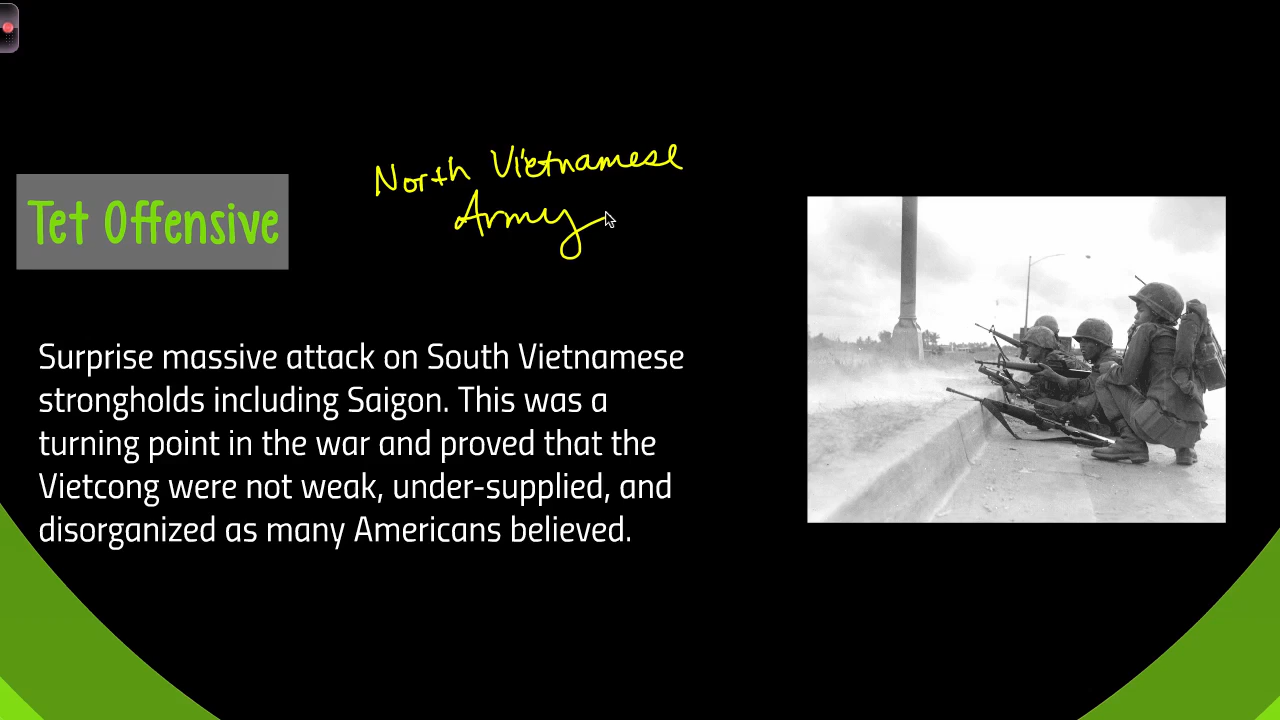 North Vietnamese
Army
Tet Offensive
Surprise massive attack on South Vietnamese
strongholds including Saigon. This was a
turning point in the war and proved that the
Vietcong were not weak, under-supplied, and
disorganized as many Americans believed.